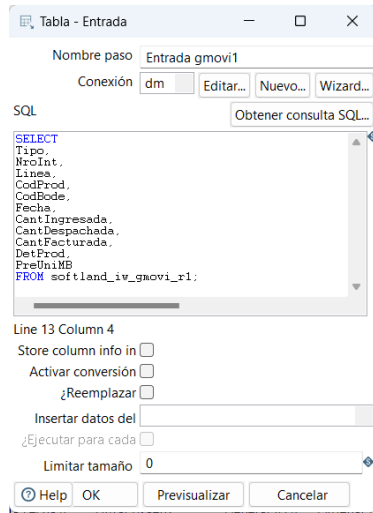 Tabla - Entrada
Nombre paso Entrada gmovi1
Conexión dm Editar... Nuevo... Wizard...
SQL Obtener consulta SQL...
SELECT
Tipo,
NroInt,
Linea,
CodProd,
CodBode,
Fecha,
CantIngresada,
CantDespachada,
CantFacturada,
DetProd,
PreUniMB
FROM softland_iw_gmovi_r1;
Line 13 Column 4
Store column info in
Activar conversión
¿Reemplazar
Insertar datos del
¿Ejecutar para cada
Limitar tamaño 0
Help OK Previsualizar Cancelar